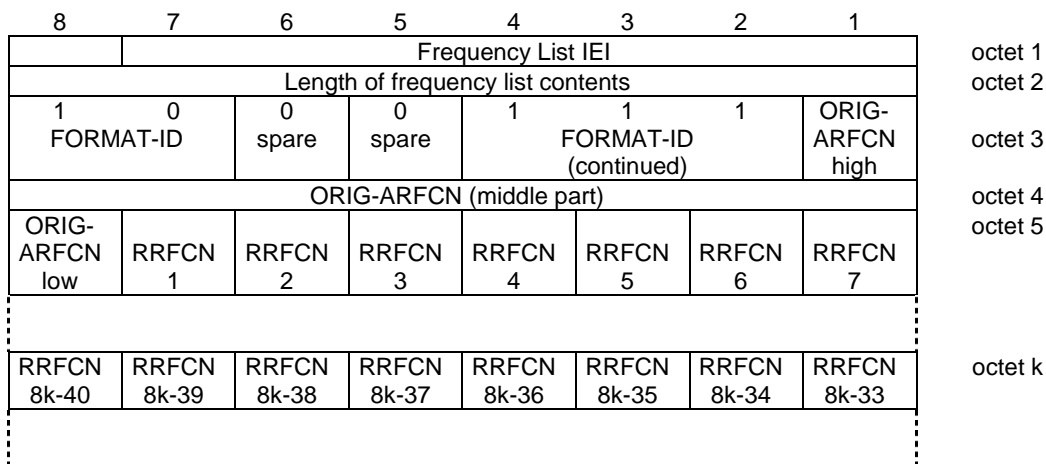 8 7 6 5 4 3 2 1
Frequency List IEI octet 1
Length of frequency list contents octet 2
1 0 0 0 1 1 1 ORIG-
FORMAT-ID spare spare FORMAT-ID ARFCN octet 3
(continued) high
ORIG-ARFCN (middle part) octet 4
ORIG- octet 5
ARFCN RRFCN RRFCN RRFCN RRFCN RRFCN RRFCN RRFCN
low 1 2 3 4 5 6 7
RRFCN RRFCN RRFCN RRFCN RRFCN RRFCN RRFCN RRFCN octet k
8k-40 8k-39 8k-38 8k-37 8k-36 8k-35 8k-34 8k-33